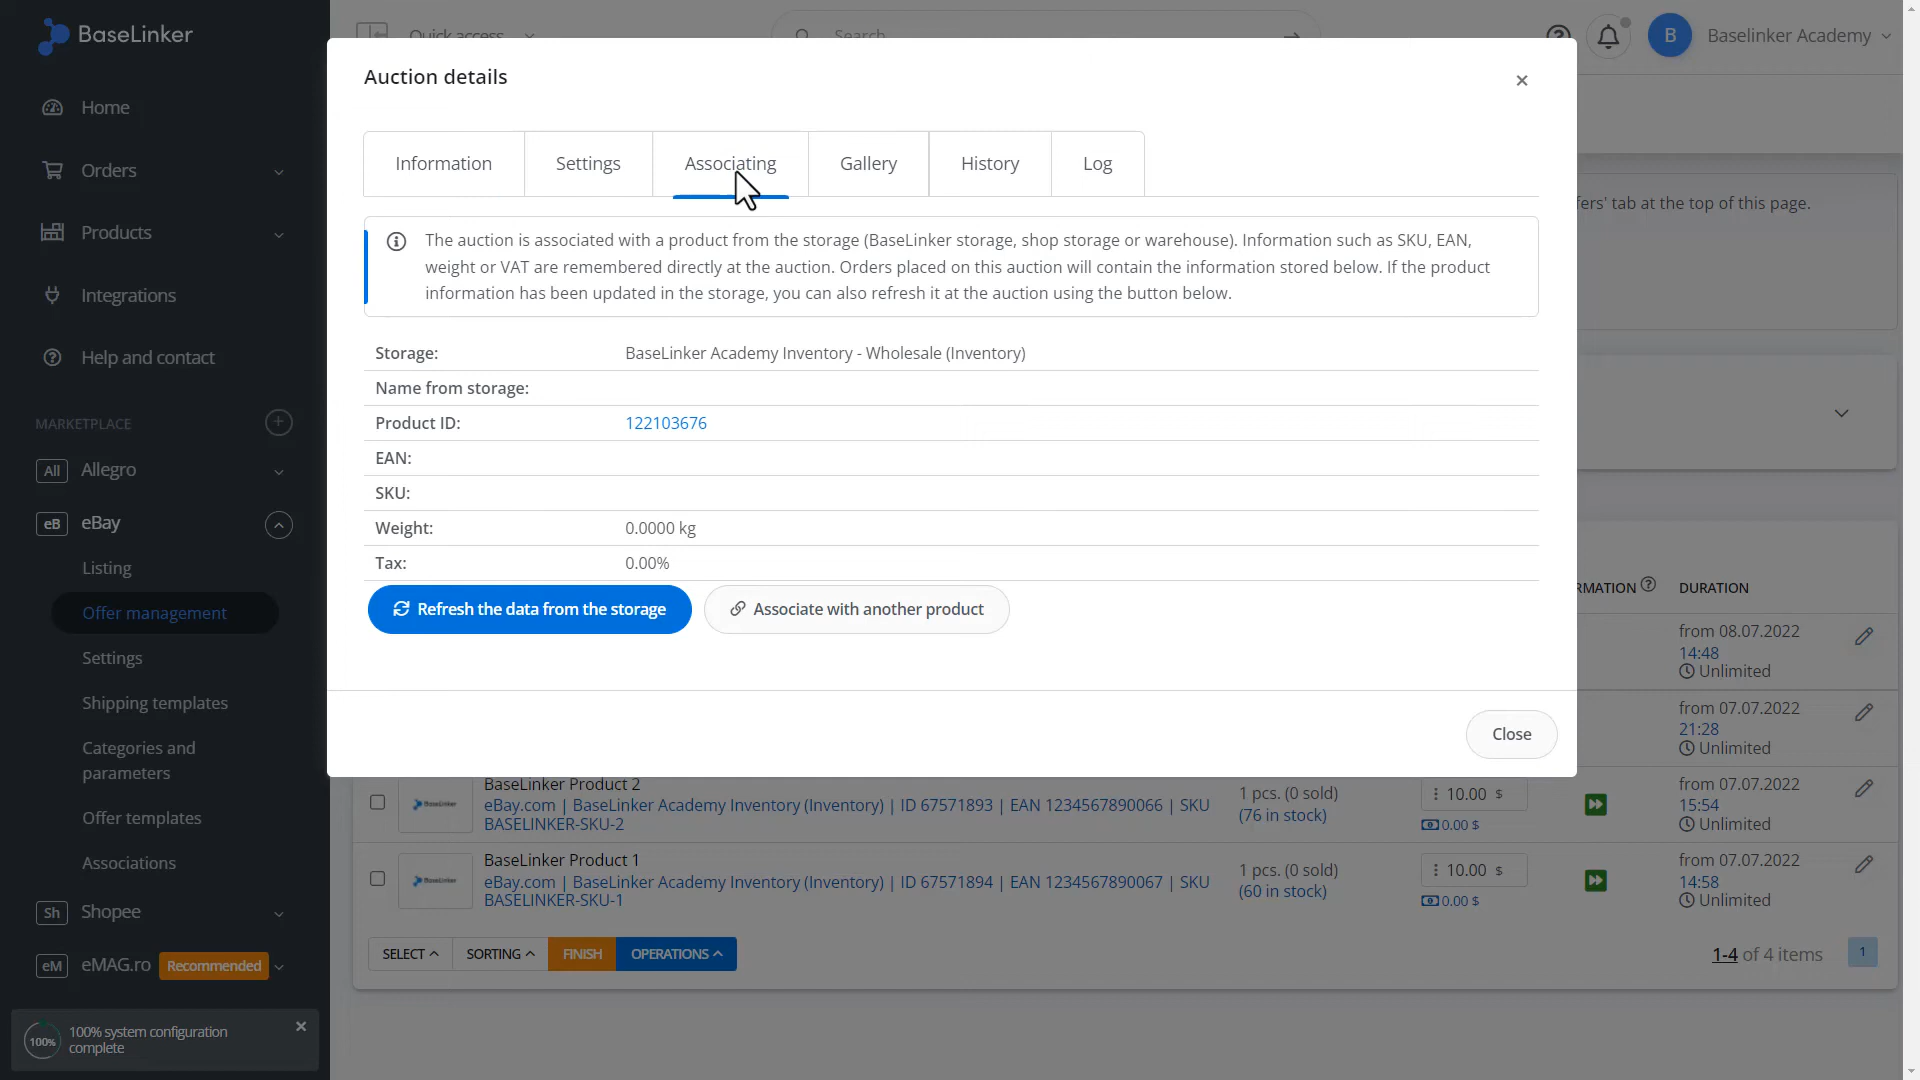 BaseLinker
Quick access
Search
B
Baselinker Academy
Home
Orders
Products
Integrations
Help and contact
MARKETPLACE
All
Allegro
eB
eBay
Listing
Offer management
Settings
Shipping templates
Categories and
parameters
Offer templates
Associations
Sh
Shopee
eM
eMAG.ro
Recommended
100%
100% system configuration
complete
Auction details
Information
Settings
Associating
Gallery
History
Log
The auction is associated with a product from the storage (BaseLinker storage, shop storage or warehouse). Information such as SKU, EAN,
weight or VAT are remembered directly at the auction. Orders placed on this auction will contain the information stored below. If the product
information has been updated in the storage, you can also refresh it at the auction using the button below.
Storage:
BaseLinker Academy Inventory - Wholesale (Inventory)
Name from storage:
Product ID:
122103676
EAN:
SKU:
Weight:
0.0000 kg
Tax:
0.00%
Refresh the data from the storage
Associate with another product
Close
fers' tab at the top of this page.
RMATION
DURATION
from 08.07.2022
14:48
Unlimited
from 07.07.2022
21:28
Unlimited
BaseLinker
BaseLinker Product 2
eBay.com | BaseLinker Academy Inventory (Inventory) | ID 67571893 | EAN 1234567890066 | SKU
BASELINKER-SKU-2
1 pcs. (0 sold)
(76 in stock)
10.00 $
0.00 $
from 07.07.2022
15:54
Unlimited
BaseLinker
BaseLinker Product 1
eBay.com | BaseLinker Academy Inventory (Inventory) | ID 67571894 | EAN 1234567890067 | SKU
BASELINKER-SKU-1
1 pcs. (0 sold)
(60 in stock)
10.00 $
0.00 $
from 07.07.2022
14:58
Unlimited
SELECT
SORTING
FINISH
OPERATIONS
1-4 of 4 items
1